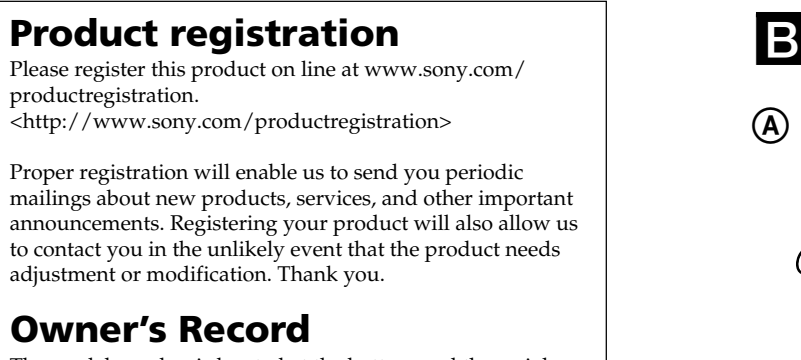 Product registration
Please register this product on line at www.sony.com/
productregistration.
<http://www.sony.com/productregistration>
Proper registration will enable us to send you periodic
mailings about new products, services, and other important
announcements. Registering your product will also allow us
to contact you in the unlikely event that the product needs
adjustment or modification. Thank you.
Owner's Record
B
A